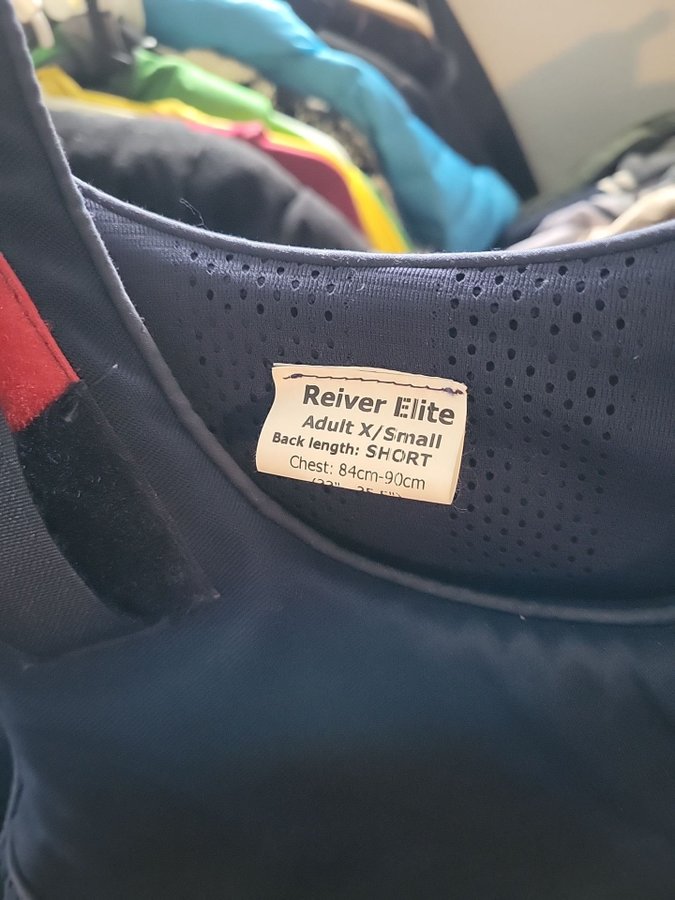 Reiver Elite
Adult X/Small
Back length: SHORT
Chest: 84cm-90cm